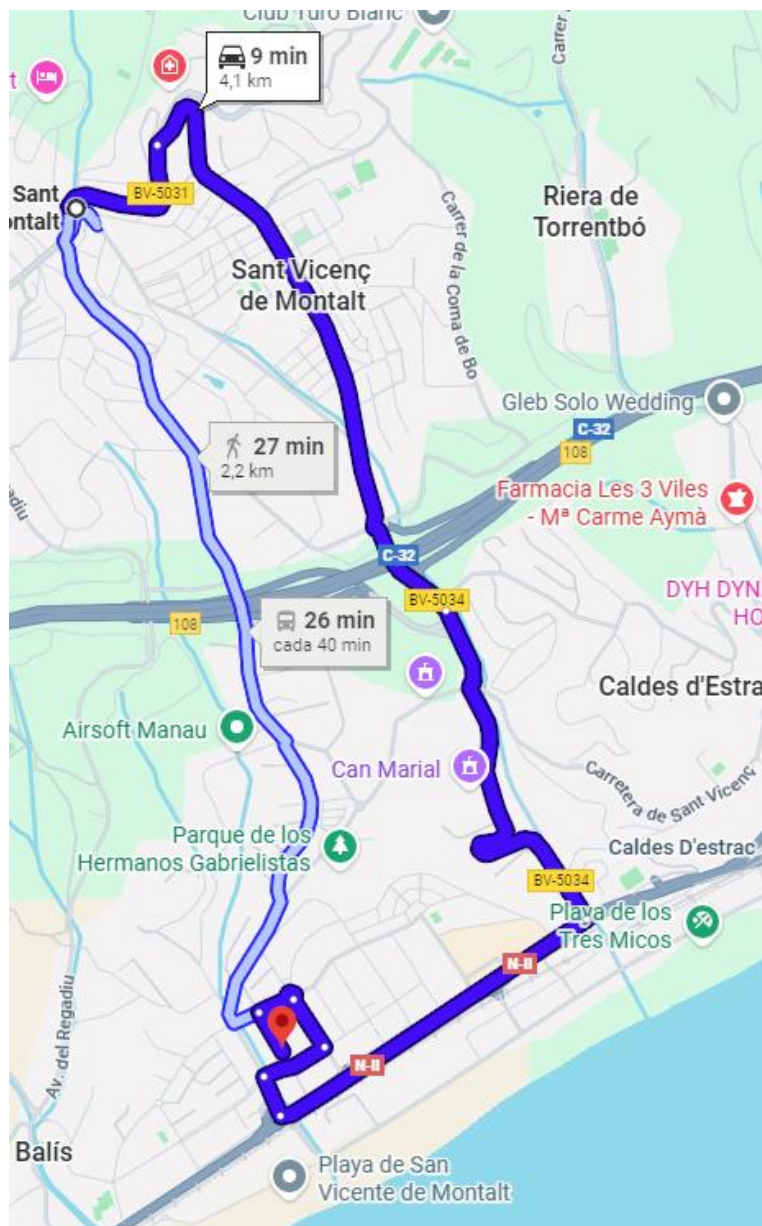 Club Turó Blanc
9 min
4,1 km
Carrer
t
BV-5031
Sant
ontalt
Riera de
Torrentbó
Sant Vicenç
de Montalt
Carrer de la Coma de Bo
Gleb Solo Wedding
C-32
108
27 min
2,2 km
Farmacia Les 3 Viles
- Mª Carme Aymà
egadiu
C-32
BV-5034
DYH DYN
HO
108
26 min
cada 40 min
Caldes d'Estra
Airsoft Manau
Can Marial
Carretera de Sant Vicenç
Parque de los
Hermanos Gabrielistas
Caldes D'estrac
BV-5034
Playa de los
Tres Micos
N-II
Av. del Regadiu
N-II
Balís
Playa de San
Vicente de Montalt